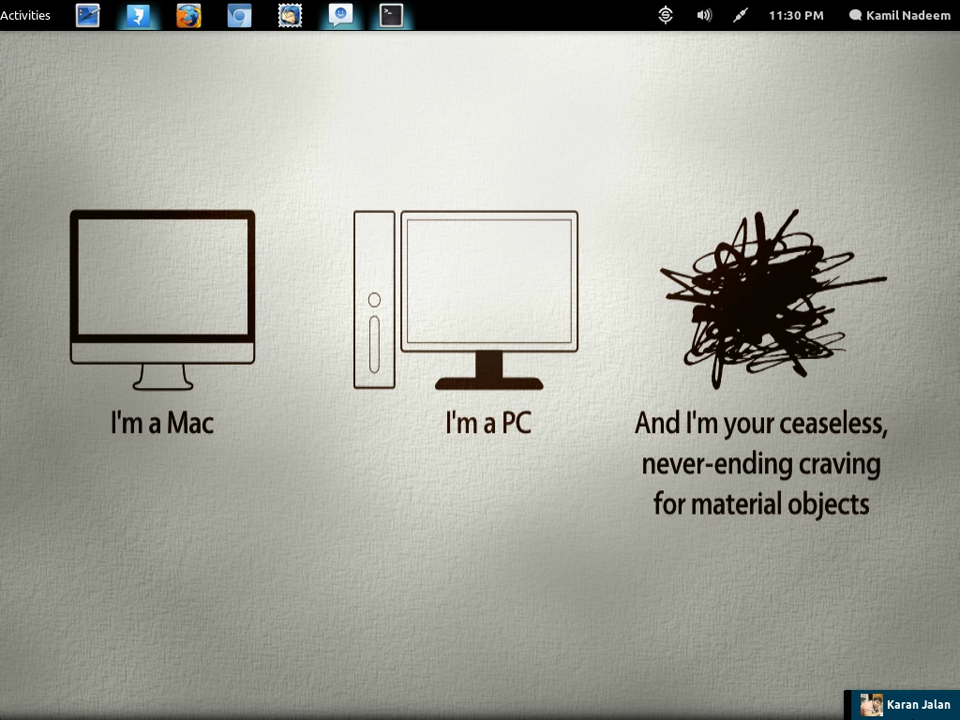 Activities
11:30 PM
Kamil Nadeem
I'm a Mac
I'm a PC
And I'm your ceaseless,
never-ending craving
for material objects
Karan Jalan